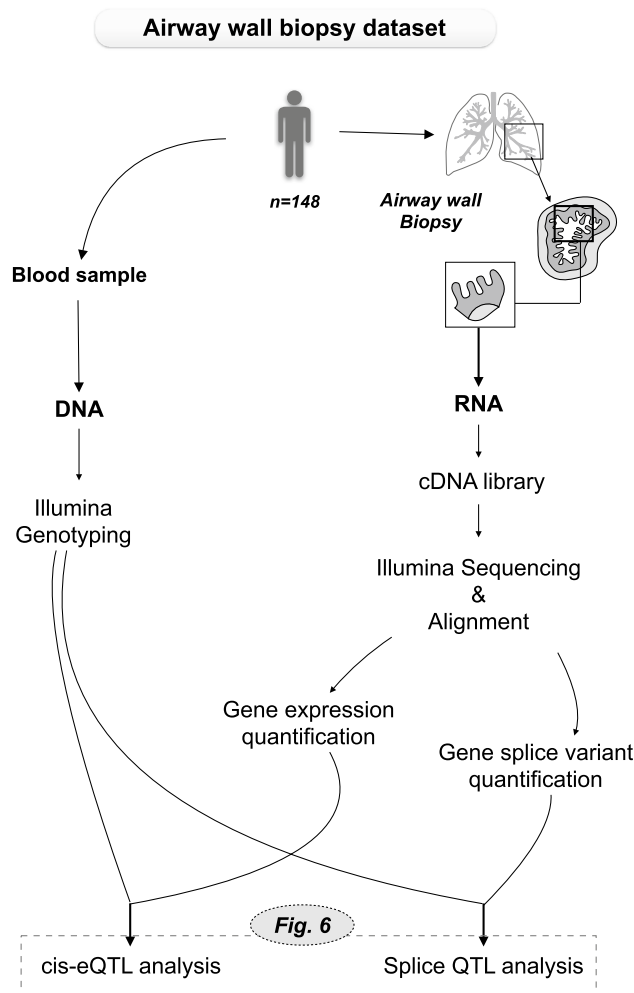 Airway wall biopsy dataset
n=148
Airway wall
Biopsy
Blood sample
DNA
RNA
cDNA library
Illumina
Genotyping
Illumina Sequencing
&
Alignment
Gene expression
quantification
Gene splice variant
quantification
Fig. 6
cis-eQTL analysis
Splice QTL analysis